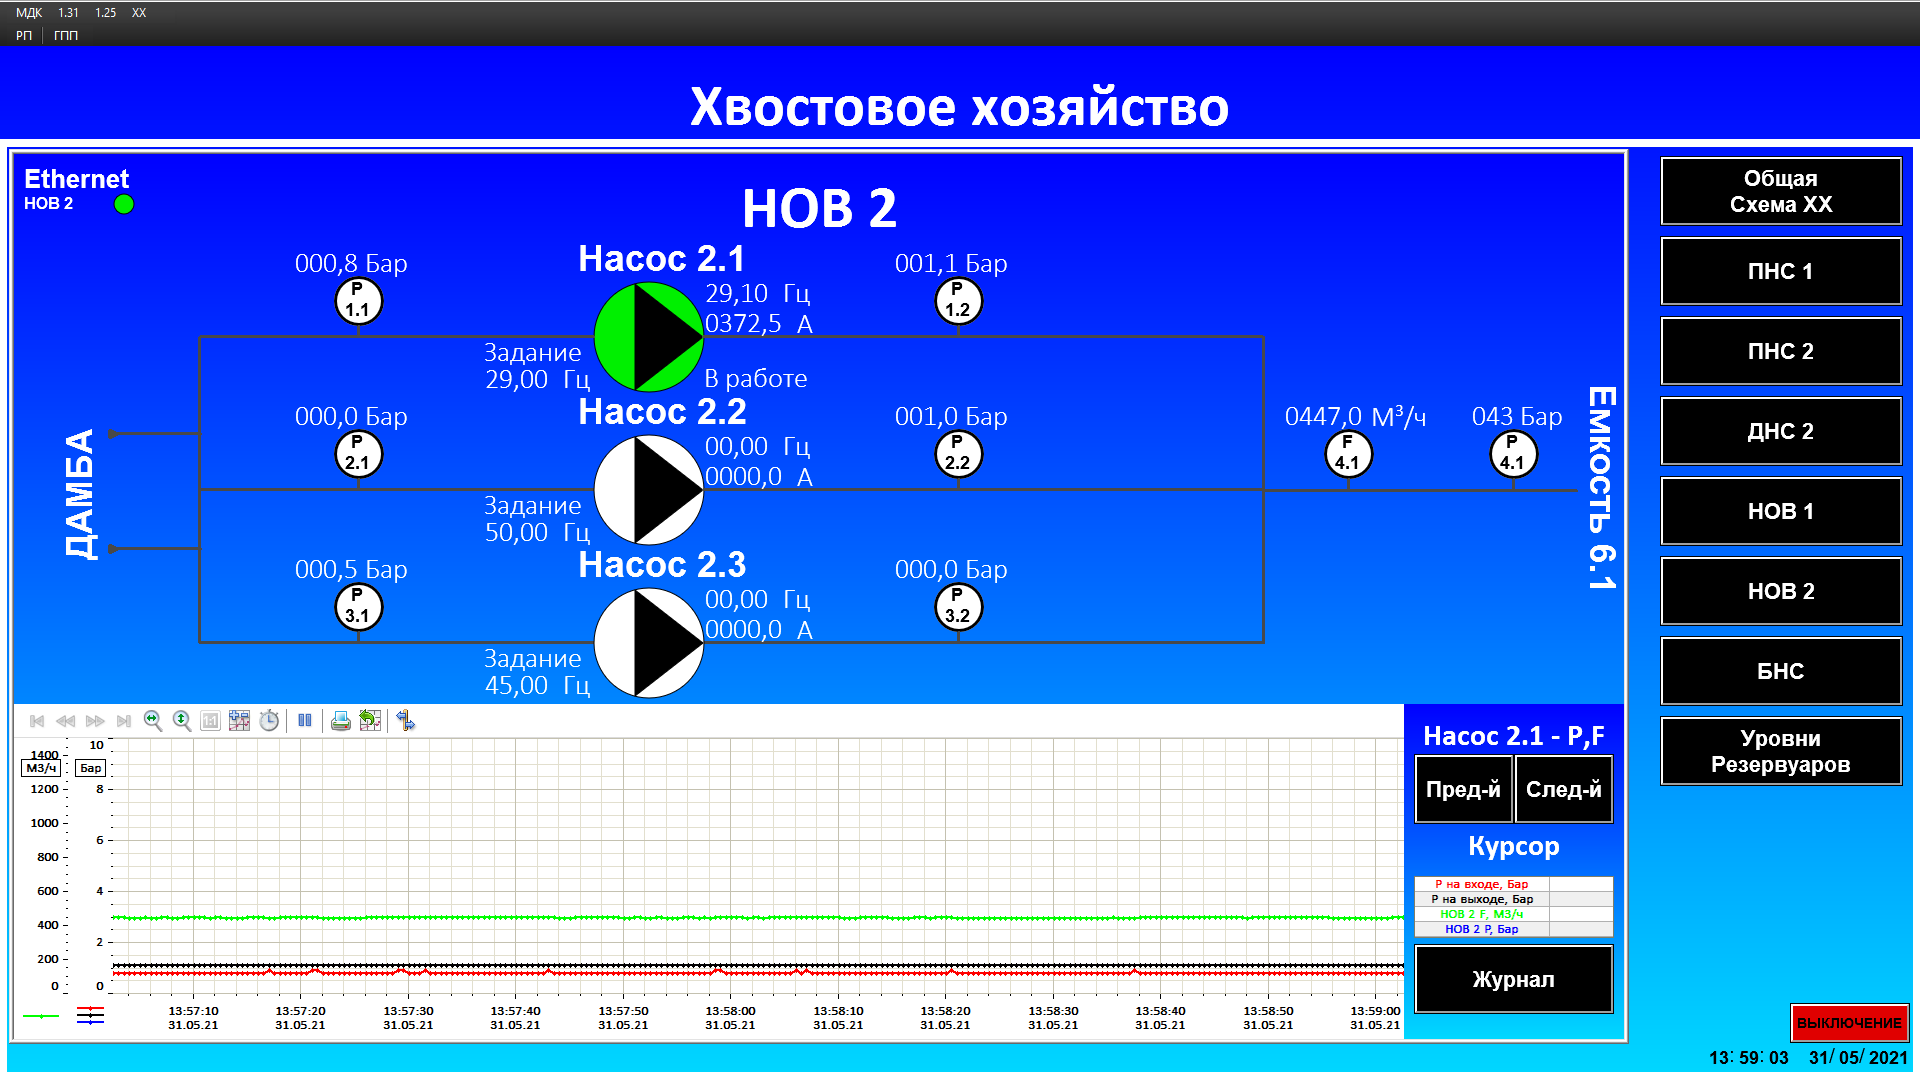 МДК 1.31 1.25 ХХ
РП ГПП
Хвостовое хозяйство
Ethernet
НОВ 2
НОВ 2
Насос 2.1
000,8 Бар
P
1.1
29,10 Гц
0372,5 А
Задание
29,00 Гц
В работе
001,1 Бар
P
1.2
Насос 2.2
000,0 Бар
P
2.1
00,00 Гц
0000,0 А
Задание
50,00 Гц
001,0 Бар
P
2.2
Насос 2.3
000,5 Бар
P
3.1
00,00 Гц
0000,0 А
Задание
45,00 Гц
000,0 Бар
P
3.2
ДАМБА
0447,0 М³/ч
F
4.1
043 Бар
P
4.1
Емкость 6.1
Общая
Схема ХХ
ПНС 1
ПНС 2
ДНС 2
НОВ 1
НОВ 2
БНС
Уровни
Резервуаров
1:1
1400
М3/ч
1200
1000
800
600
400
200
0
10
Бар
8
6
4
2
0
13:57:10 13:57:20 13:57:30 13:57:40 13:57:50 13:58:00 13:58:10 13:58:20 13:58:30 13:58:40 13:58:50 13:59:00
31.05.21 31.05.21 31.05.21 31.05.21 31.05.21 31.05.21 31.05.21 31.05.21 31.05.21 31.05.21 31.05.21 31.05.21
Насос 2.1 - P,F
Пред-й След-й
Курсор
Р на входе, Бар
Р на выходе, Бар
НОВ 2 F, М3/ч
НОВ 2 Р, Бар
Журнал
ВЫКЛЮЧЕНИЕ
13: 59: 03 31/ 05/ 2021